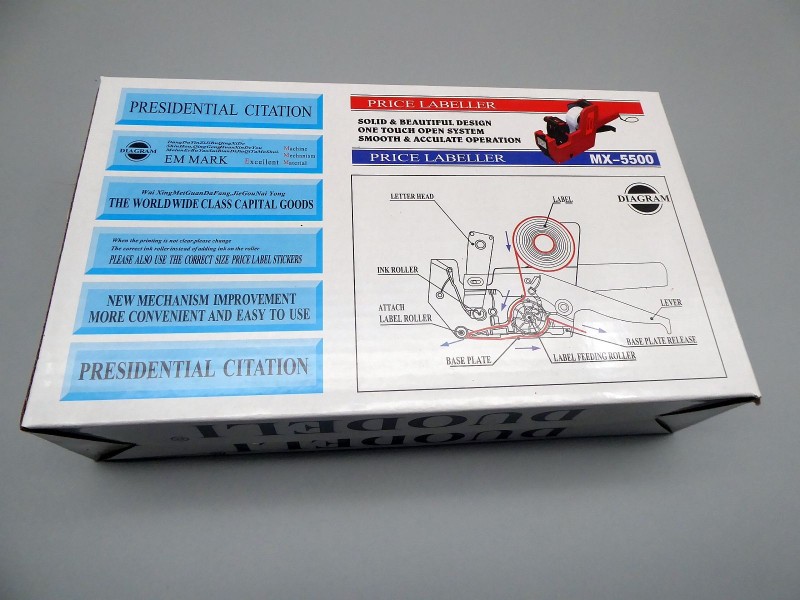 PRESIDENTIAL CITATION
DIAGRAM
EM MARK Excellent
Machine
Mechanism
Material
Wai XingMeiGuanDaFang,JieGouNai Yong
THE WORLDWIDE CLASS CAPITAL GOODS
When the printing is not clear,please change
The correct ink roller instead of adding ink on the roller
PLEASE ALSO USE THE CORRECT SIZE PRICE LABEL STICKERS
NEW MECHANISM IMPROVEMENT
MORE CONVENIENT AND EASY TO USE
PRESIDENTIAL CITATION
PRICE LABELLER
SOLID & BEAUTIFUL DESIGN
ONE TOUCH OPEN SYSTEM
SMOOTH & ACCULATE OPERATION
PRICE LABELLER
MX-5500
DIAGRAM
LETTER HEAD
LABEL
INK ROLLER
ATTACH
LABEL ROLLER
LEVER
BASE PLATE
LABEL FEEDING ROLLER
BASE PLATE RELEASE
DUODELI®